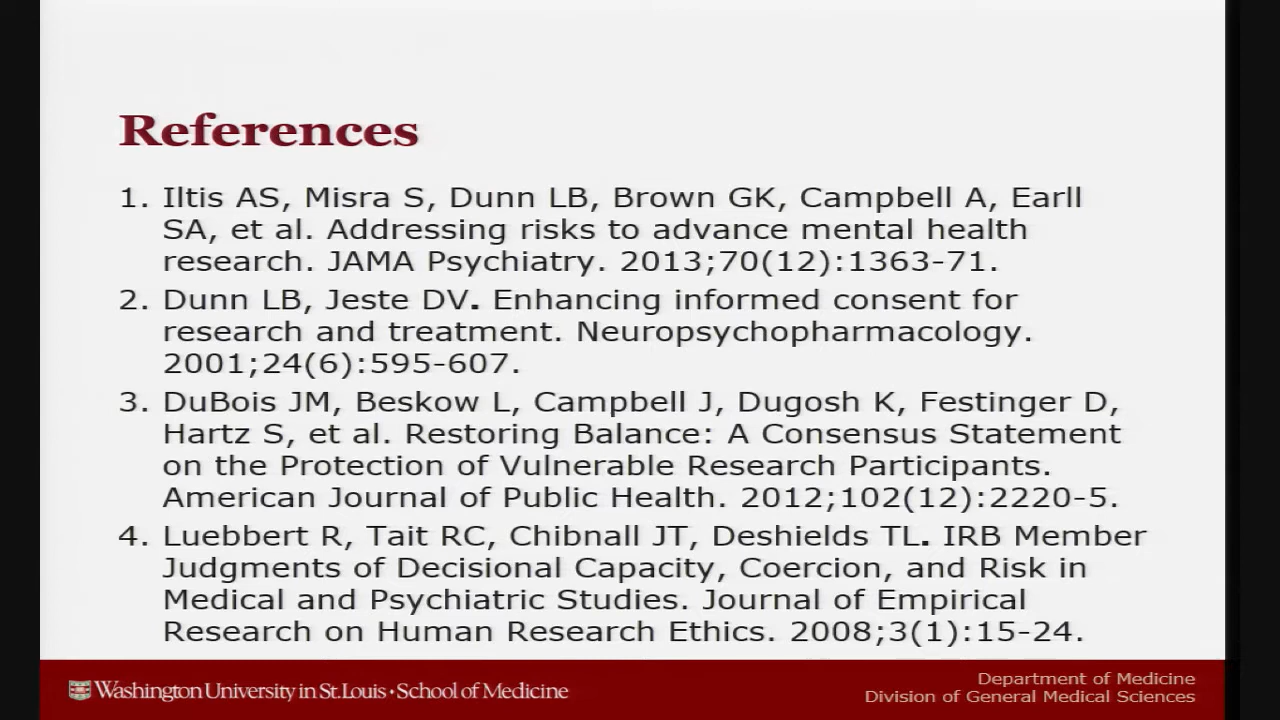 References
1. Iltis AS, Misra S, Dunn LB, Brown GK, Campbell A, Earll
SA, et al. Addressing risks to advance mental health
research. JAMA Psychiatry. 2013;70(12):1363-71.
2. Dunn LB, Jeste DV. Enhancing informed consent for
research and treatment. Neuropsychopharmacology.
2001;24(6):595-607.
3. DuBois JM, Beskow L, Campbell J, Dugosh K, Festinger D,
Hartz S, et al. Restoring Balance: A Consensus Statement
on the Protection of Vulnerable Research Participants.
American Journal of Public Health. 2012;102(12):2220-5.
4. Luebbert R, Tait RC, Chibnall JT, Deshields TL. IRB Member
Judgments of Decisional Capacity, Coercion, and Risk in
Medical and Psychiatric Studies. Journal of Empirical
Research on Human Research Ethics. 2008;3(1):15-24.
Washington University in St. Louis • School of Medicine
Department of Medicine
Division of General Medical Sciences